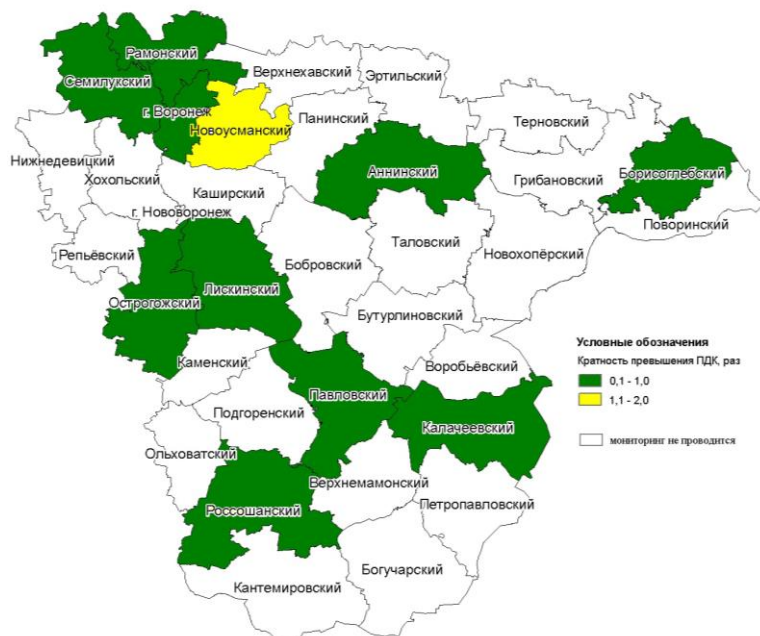 Рамонский
Семилукский
Верхнехавский
Эртильский
г. Воронеж
Новоусманский
Панинский
Терновский
Нижнедевицкий
Хохольский
Аннинский
Борисоглебский
Грибановский
Каширский
г. Нововоронеж
Поворинский
Репьёвский
Таловский
Новохопёрский
Бобровский
Острогожский
Лискинский
Бутурлиновский
Каменский
Воробьёвский
Павловский
Подгоренский
Калачеевский
Ольховатский
Верхнемамонский
Россошанский
Петропавловский
Богучарский
Кантемировский
Условные обозначения
Кратность превышения ПДК, раз
0,1 - 1,0
1,1 - 2,0
мониторинг не проводится